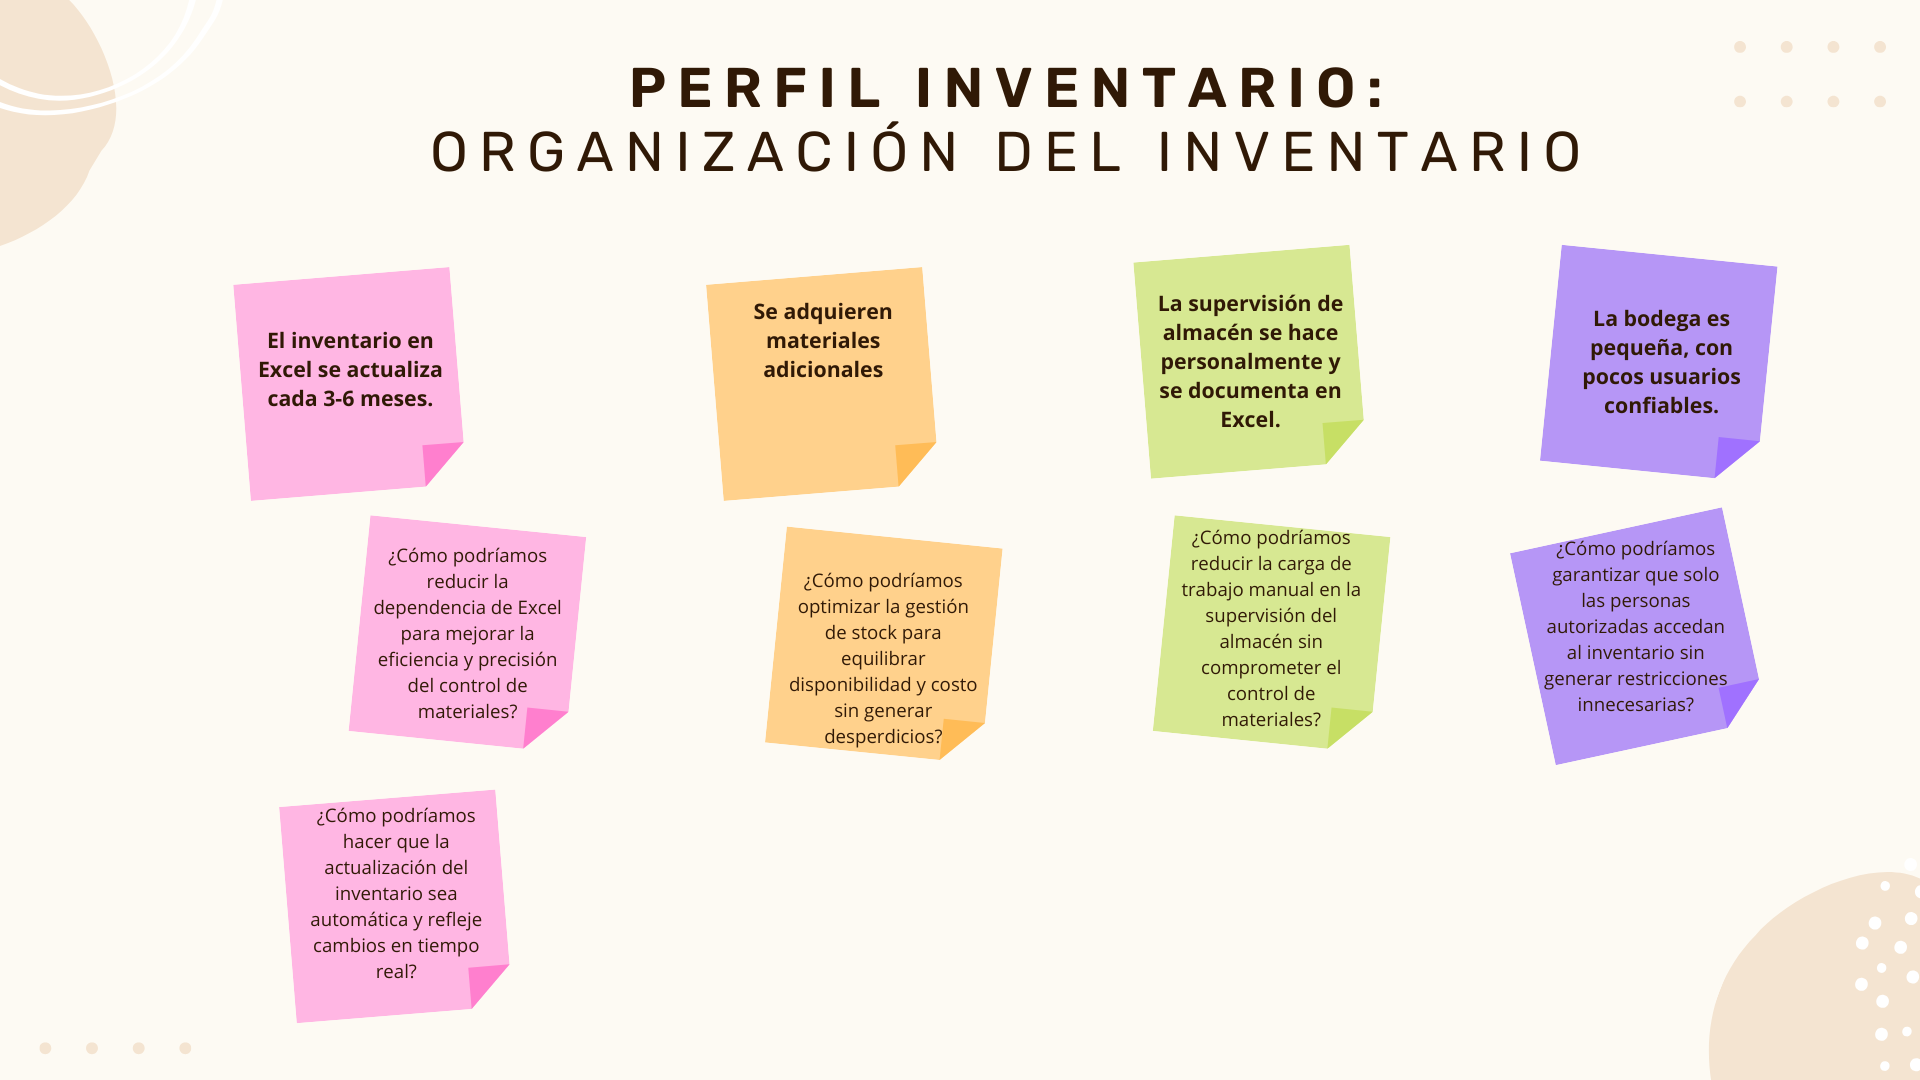 PERFIL INVENTARIO:
ORGANIZACIÓN DEL INVENTARIO
El inventario en
Excel se actualiza
cada 3-6 meses.
Se adquieren
materiales
adicionales
La supervisión de
almacén se hace
personalmente y
se documenta en
Excel.
La bodega es
pequeña, con
pocos usuarios
confiables.
¿Cómo podríamos
reducir la
dependencia de Excel
para mejorar la
eficiencia y precisión
del control de
materiales?
¿Cómo podríamos
optimizar la gestión
de stock para
equilibrar
disponibilidad y costo
sin generar
desperdicios?
¿Cómo podríamos
reducir la carga de
trabajo manual en la
supervisión del
almacén sin
comprometer el
control de
materiales?
¿Cómo podríamos
garantizar que solo
las personas
autorizadas accedan
al inventario sin
generar restricciones
innecesarias?
¿Cómo podríamos
hacer que la
actualización del
inventario sea
automática y refleje
cambios en tiempo
real?